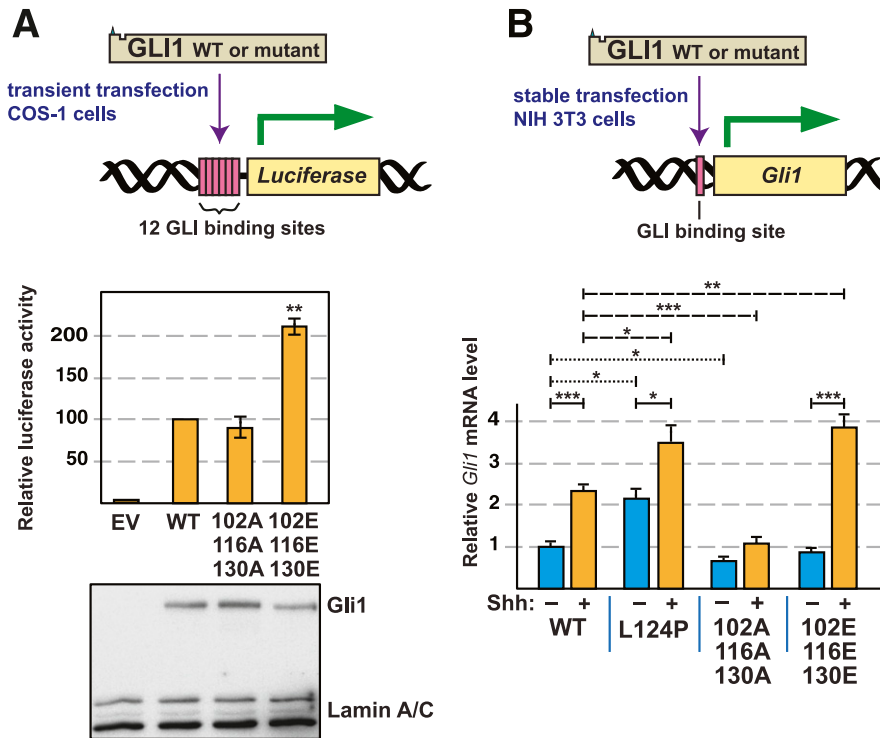 A
GLI1 WT or mutant
transient transfection
COS-1 cells
Luciferase
12 GLI binding sites
Relative luciferase activity
200
150
100
50
**
EV WT 102A 102E
116A 116E
130A 130E
Gli1
Lamin A/C
B
GLI1 WT or mutant
stable transfection
NIH 3T3 cells
Gli1
GLI binding site
Relative Gli1 mRNA level
**
***
*
*
*
*** * ***
4
3
2
1
Shh: – + – + – + – +
WT L124P 102A 102E
116A 116E
130A 130E